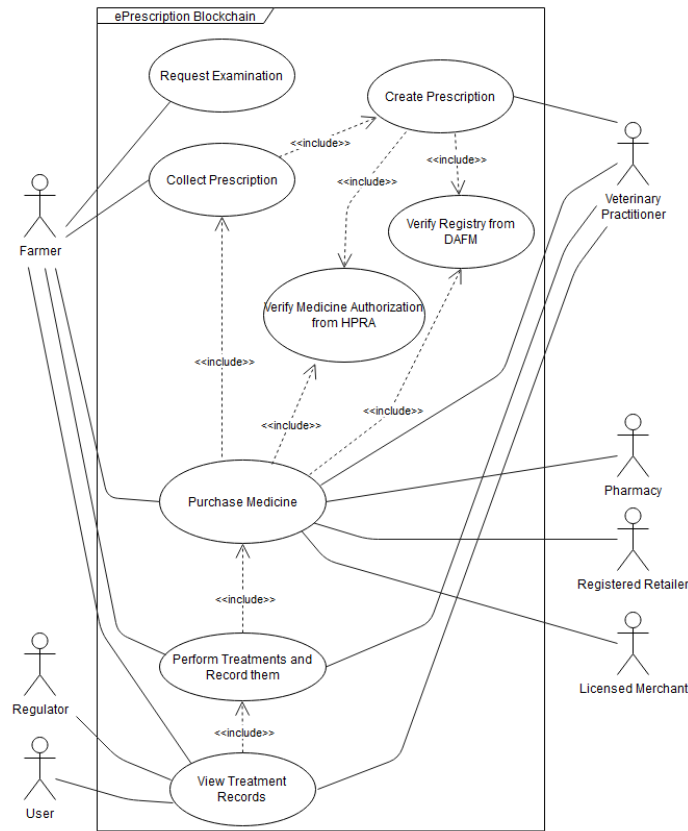 ePrescription Blockchain
Request Examination
Create Prescription
<<include>>
<<include>>
Collect Prescription
<<include>>
Veterinary
Practitioner
Farmer
Verify Registry from
DAFM
Verify Medicine Authorization
from HPRA
<<include>>
<<include>>
<<include>>
Purchase Medicine
Pharmacy
Registered Retailer
<<include>>
Perform Treatments and
Record them
Licensed Merchant
Regulator
<<include>>
View Treatment
Records
User